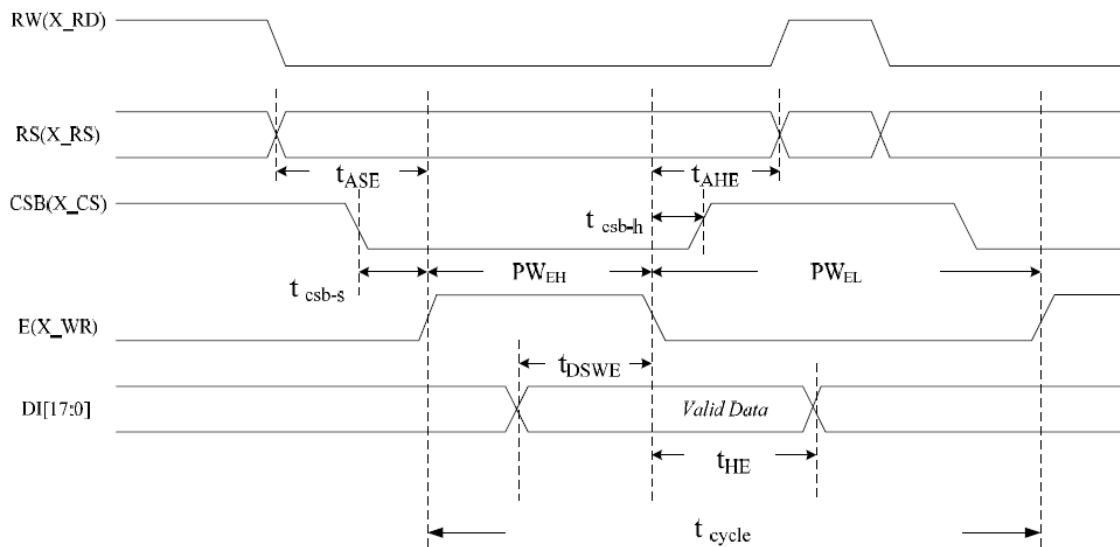 RW(X_RD)
RS(X_RS)
tASE
tAHE
CSB(X_CS)
t csb-h
t csb-s
PWEH
PWEL
E(X_WR)
tDSWE
DI[17:0]
Valid Data
tHE
t cycle